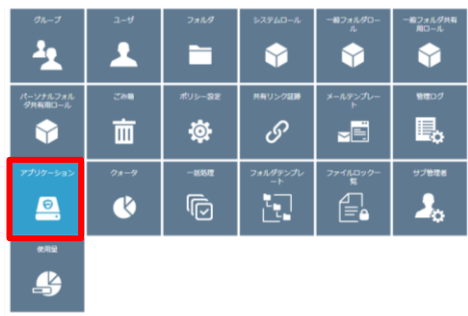 グループ
ユーザ
フォルダ
システムロール
一般フォルダロー
ル
一般フォルダ共有
用ロール
パーソナルフォル
ダ共有用ロール
ごみ箱
ポリシー設定
共有リンク証跡
メールテンプレー
ト
管理ログ
アプリケーション
クォータ
一括処理
フォルダテンプレ
ート
ファイルロック一
覧
サブ管理者
使用量